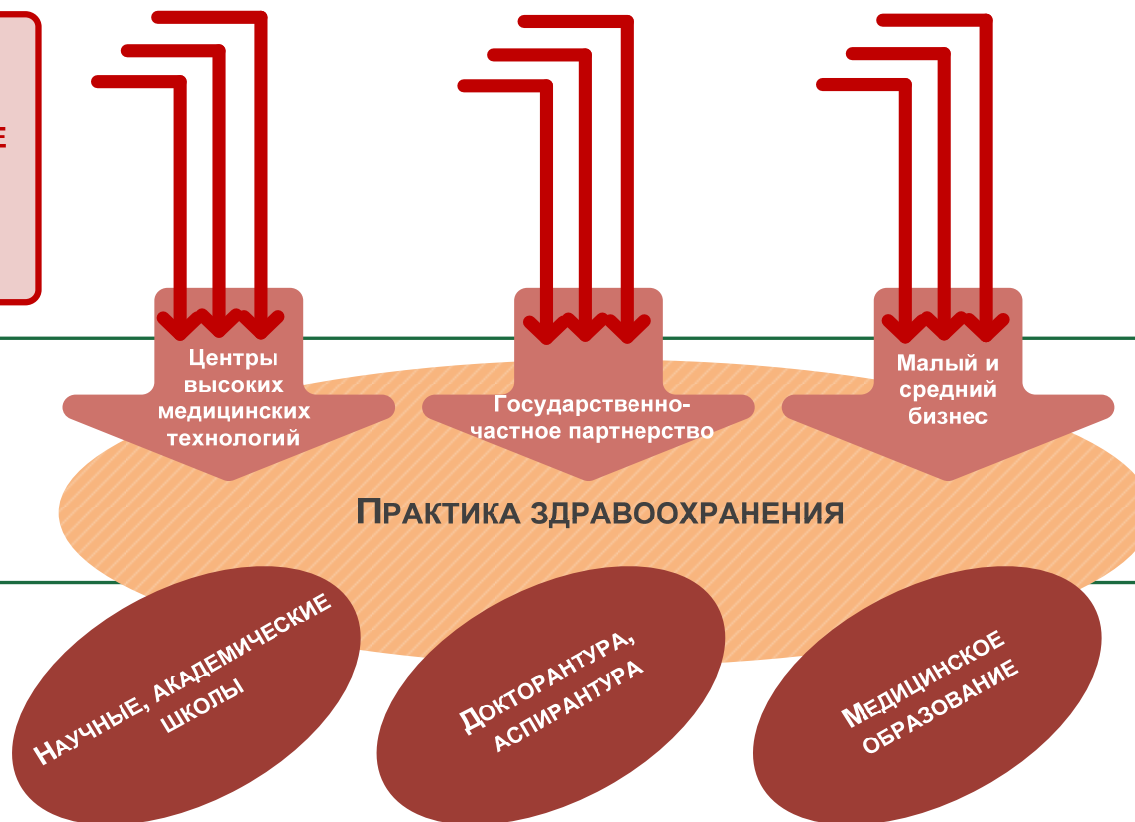 Е
Центры
высоких
медицинских
технологий
Государственно-
частное партнерство
Малый и
средний
бизнес
ПРАКТИКА ЗДРАВООХРАНЕНИЯ
НАУЧНЫЕ, АКАДЕМИЧЕСКИЕ
ШКОЛЫ
ДОКТОРАНТУРА,
АСПИРАНТУРА
МЕДИЦИНСКОЕ
ОБРАЗОВАНИЕ